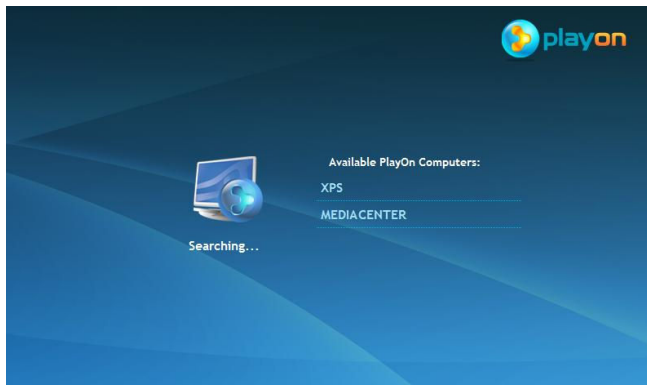 playon
Available PlayOn Computers:
XPS
MEDIACENTER
Searching...